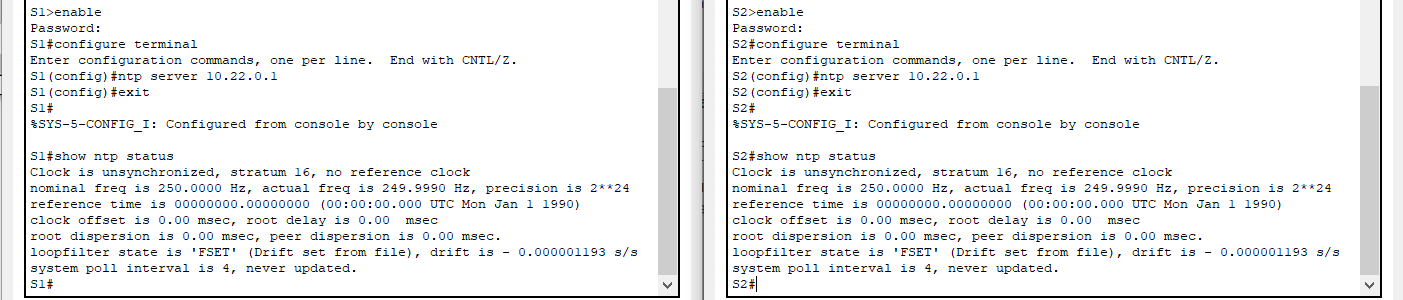 S1>enable
Password:
S1#configure terminal
Enter configuration commands, one per line.  End with CNTL/Z.
S1(config)#ntp server 10.22.0.1
S1(config)#exit
S1#
%SYS-5-CONFIG_I: Configured from console by console
S1#show ntp status
Clock is unsynchronized, stratum 16, no reference clock
nominal freq is 250.0000 Hz, actual freq is 249.9990 Hz, precision is 2**24
reference time is 00000000.00000000 (00:00:00.000 UTC Mon Jan 1 1990)
clock offset is 0.00 msec, root delay is 0.00  msec
root dispersion is 0.00 msec, peer dispersion is 0.00 msec.
loopfilter state is 'FSET' (Drift set from file), drift is - 0.000001193 s/s
system poll interval is 4, never updated.
S1#
S2>enable
Password:
S2#configure terminal
Enter configuration commands, one per line.  End with CNTL/Z.
S2(config)#ntp server 10.22.0.1
S2(config)#exit
S2#
%SYS-5-CONFIG_I: Configured from console by console
S2#show ntp status
Clock is unsynchronized, stratum 16, no reference clock
nominal freq is 250.0000 Hz, actual freq is 249.9990 Hz, precision is 2**24
reference time is 00000000.00000000 (00:00:00.000 UTC Mon Jan 1 1990)
clock offset is 0.00 msec, root delay is 0.00  msec
root dispersion is 0.00 msec, peer dispersion is 0.00 msec.
loopfilter state is 'FSET' (Drift set from file), drift is - 0.000001193 s/s
system poll interval is 4, never updated.
S2#